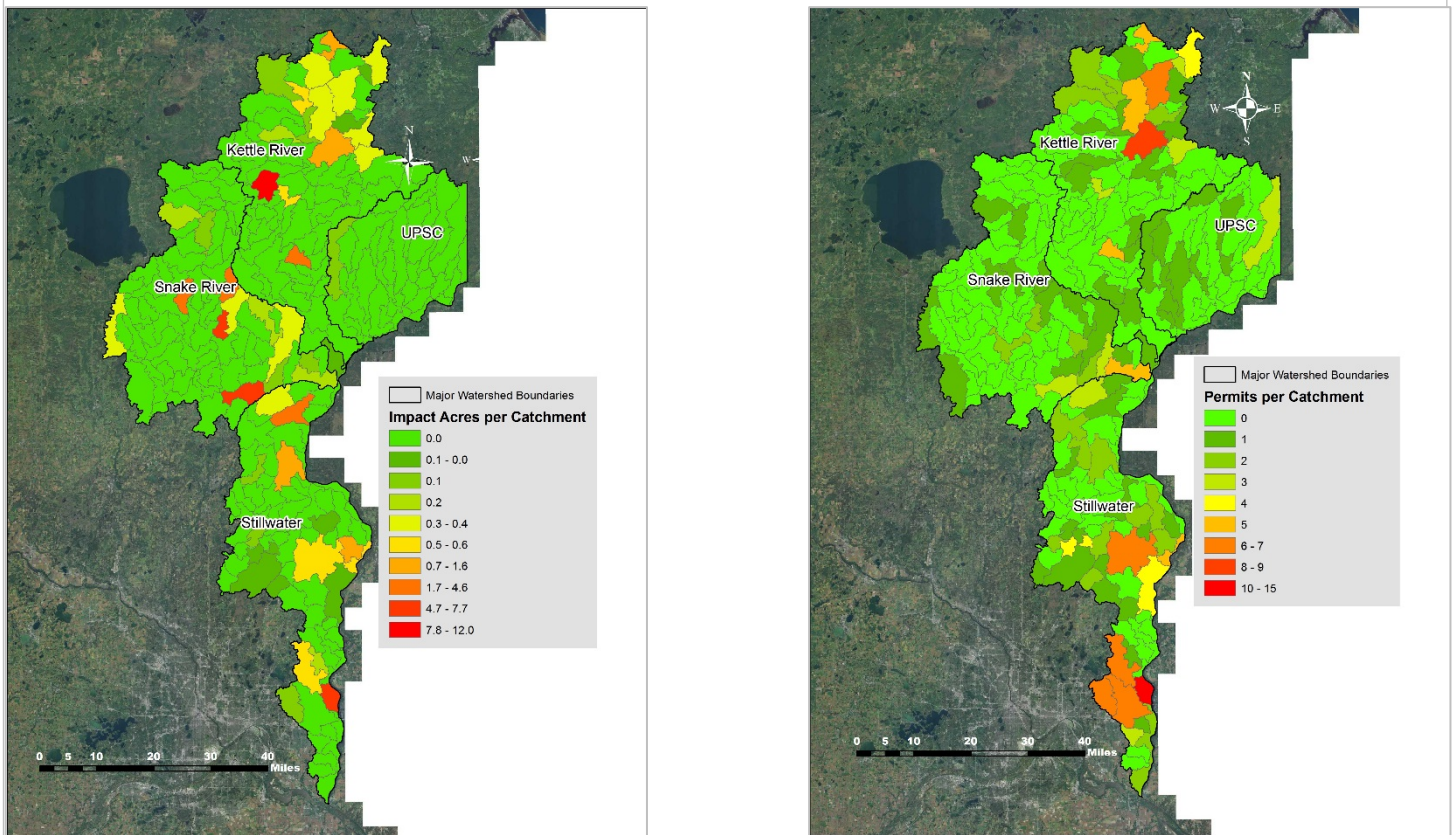 Kettle River
UPSC
Snake River
Stillwater
N
W
Major Watershed Boundaries
Impact Acres per Catchment
0.0
0.1 - 0.0
0.1
0.2
0.3 - 0.4
0.5 - 0.6
0.7 - 1.6
1.7 - 4.6
4.7 - 7.7
7.8 - 12.0
0 5 10 20 30 40
Miles
N
W E
S
Kettle River
UPSC
Snake River
Stillwater
Major Watershed Boundaries
Permits per Catchment
0
1
2
3
4
5
6 - 7
8 - 9
10 - 15
0 5 10 20 30 40
Miles